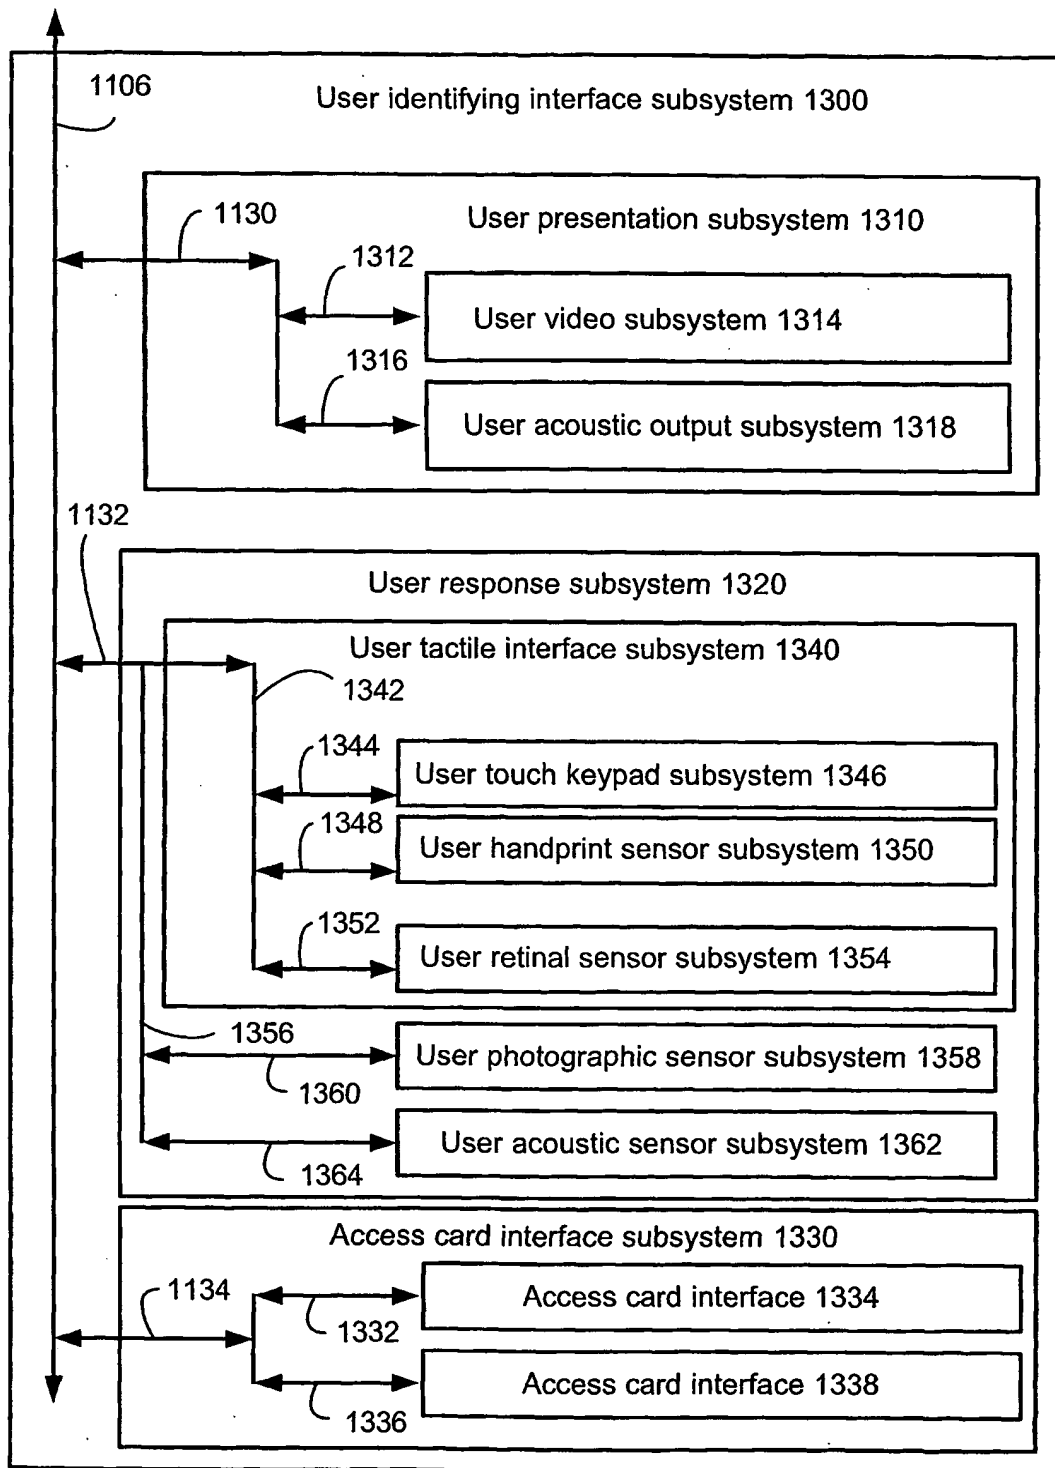 1106
User identifying interface subsystem 1300
1130
User presentation subsystem 1310
1312
User video subsystem 1314
1316
User acoustic output subsystem 1318
1132
User response subsystem 1320
User tactile interface subsystem 1340
1342
1344
User touch keypad subsystem 1346
1348
User handprint sensor subsystem 1350
1352
User retinal sensor subsystem 1354
1356
User photographic sensor subsystem 1358
1360
User acoustic sensor subsystem 1362
1364
Access card interface subsystem 1330
1134
Access card interface 1334
1332
Access card interface 1338
1336